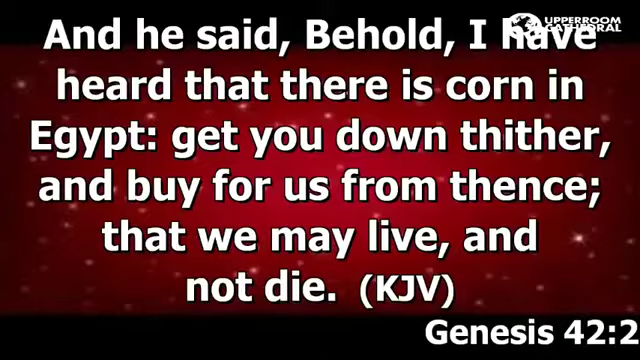 UPPERROOM
CATHEDRAL
And he said, Behold, I have
heard that there is corn in
Egypt: get you down thither,
and buy for us from thence;
that we may live, and
not die. (KJV)
Genesis 42:2